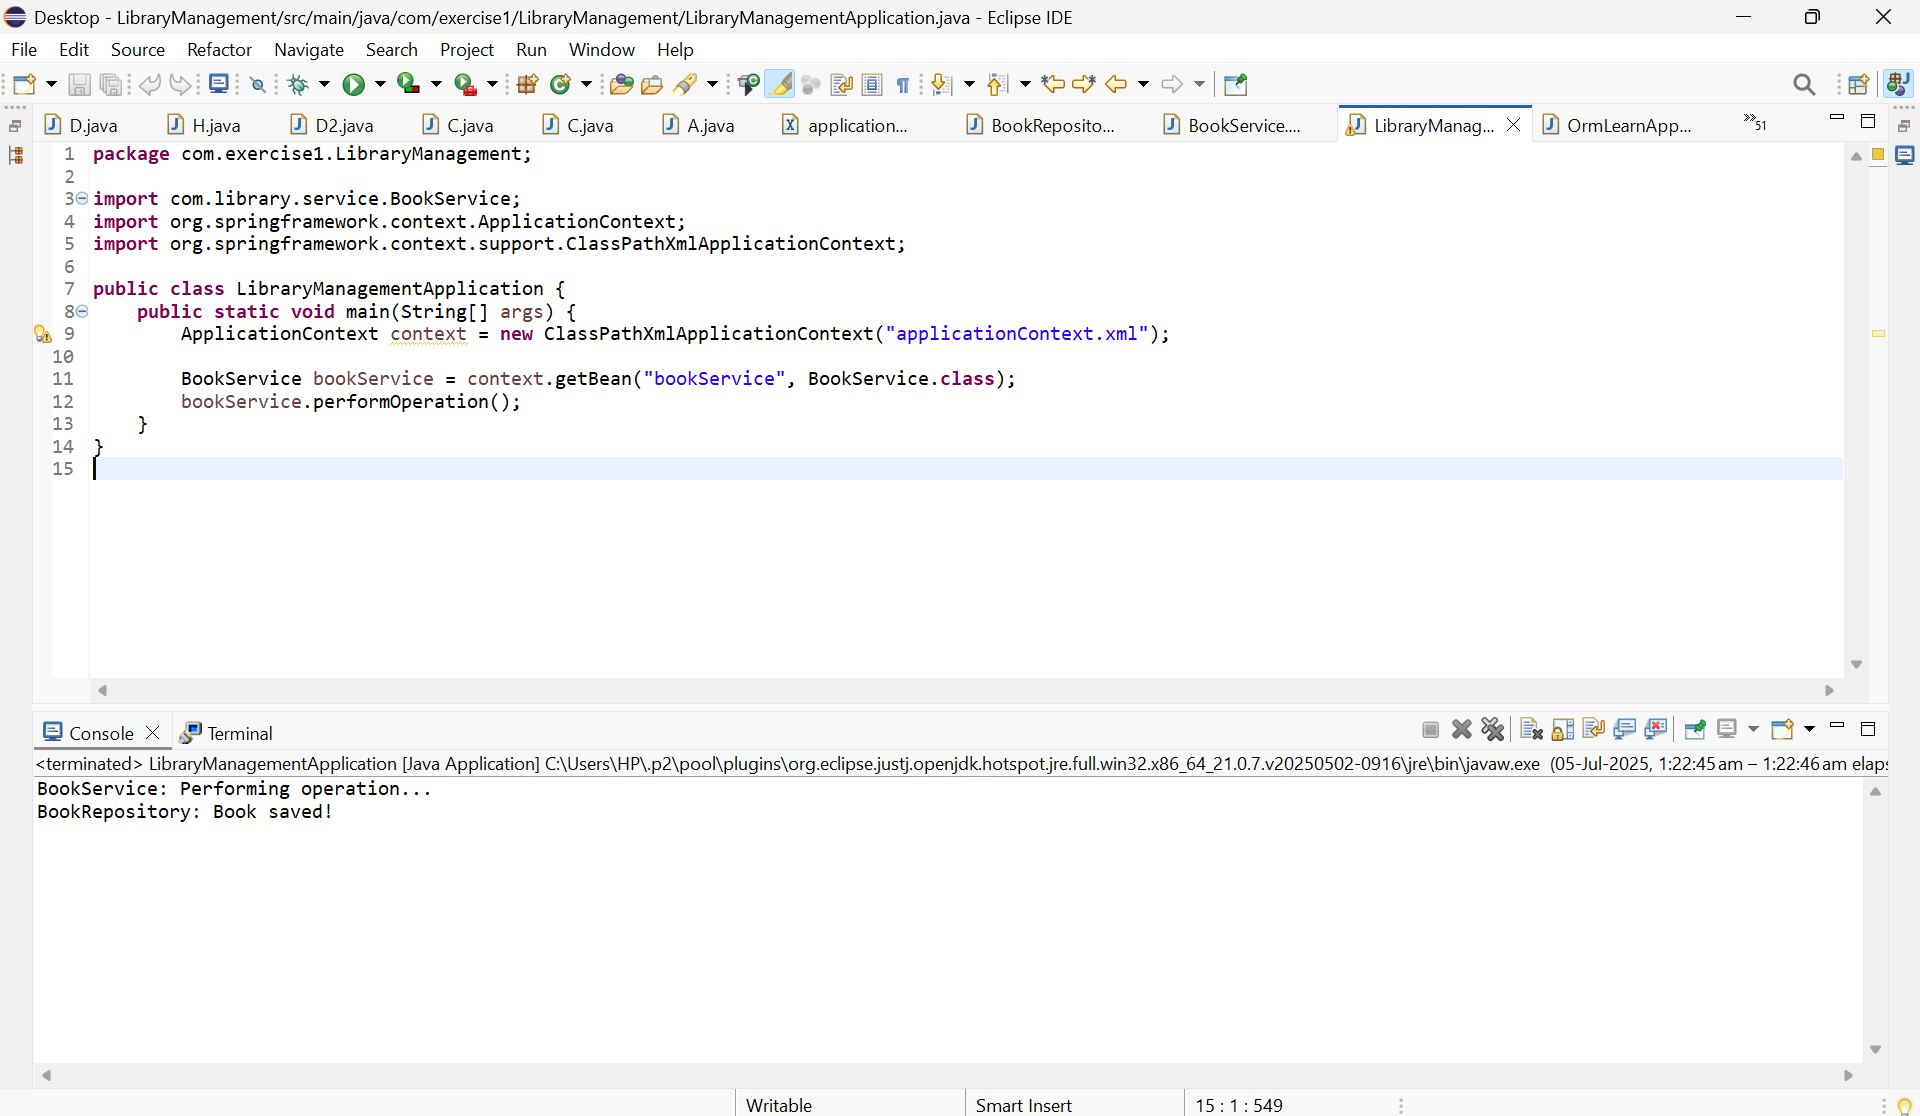 Desktop - LibraryManagement/src/main/java/com/exercise1/LibraryManagement/LibraryManagementApplication.java - Eclipse IDE
File Edit Source Refactor Navigate Search Project Run Window Help
D.java H.java D2.java C.java C.java A.java application... BookReposito... BookService.... LibraryManag... OrmLearnApp... »51
1 package com.exercise1.LibraryManagement;
2
3 import com.library.service.BookService;
4 import org.springframework.context.ApplicationContext;
5 import org.springframework.context.support.ClassPathXmlApplicationContext;
6
7 public class LibraryManagementApplication {
8     public static void main(String[] args) {
9         ApplicationContext context = new ClassPathXmlApplicationContext("applicationContext.xml");
10
11         BookService bookService = context.getBean("bookService", BookService.class);
12         bookService.performOperation();
13     }
14 }
15
Console Terminal
<terminated> LibraryManagementApplication [Java Application] C:\Users\HP\.p2\pool\plugins\org.eclipse.justj.openjdk.hotspot.jre.full.win32.x86_64_21.0.7.v20250502-0916\jre\bin\javaw.exe (05-Jul-2025, 1:22:45 am – 1:22:46 am elaps
BookService: Performing operation...
BookRepository: Book saved!
Writable Smart Insert 15 : 1 : 549